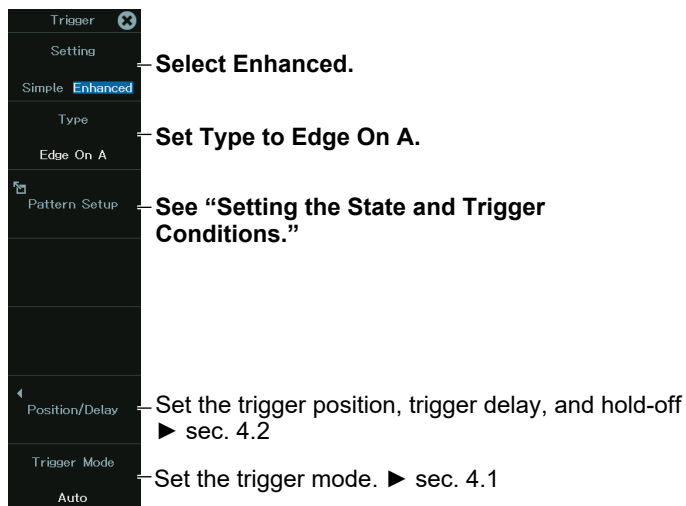 Trigger
Setting
Simple Enhanced
Select Enhanced.
Type
Edge On A
Set Type to Edge On A.
Pattern Setup
See “Setting the State and Trigger
Conditions.”
Position/Delay
Set the trigger position, trigger delay, and hold-off
► sec. 4.2
Trigger Mode
Auto
Set the trigger mode. ► sec. 4.1